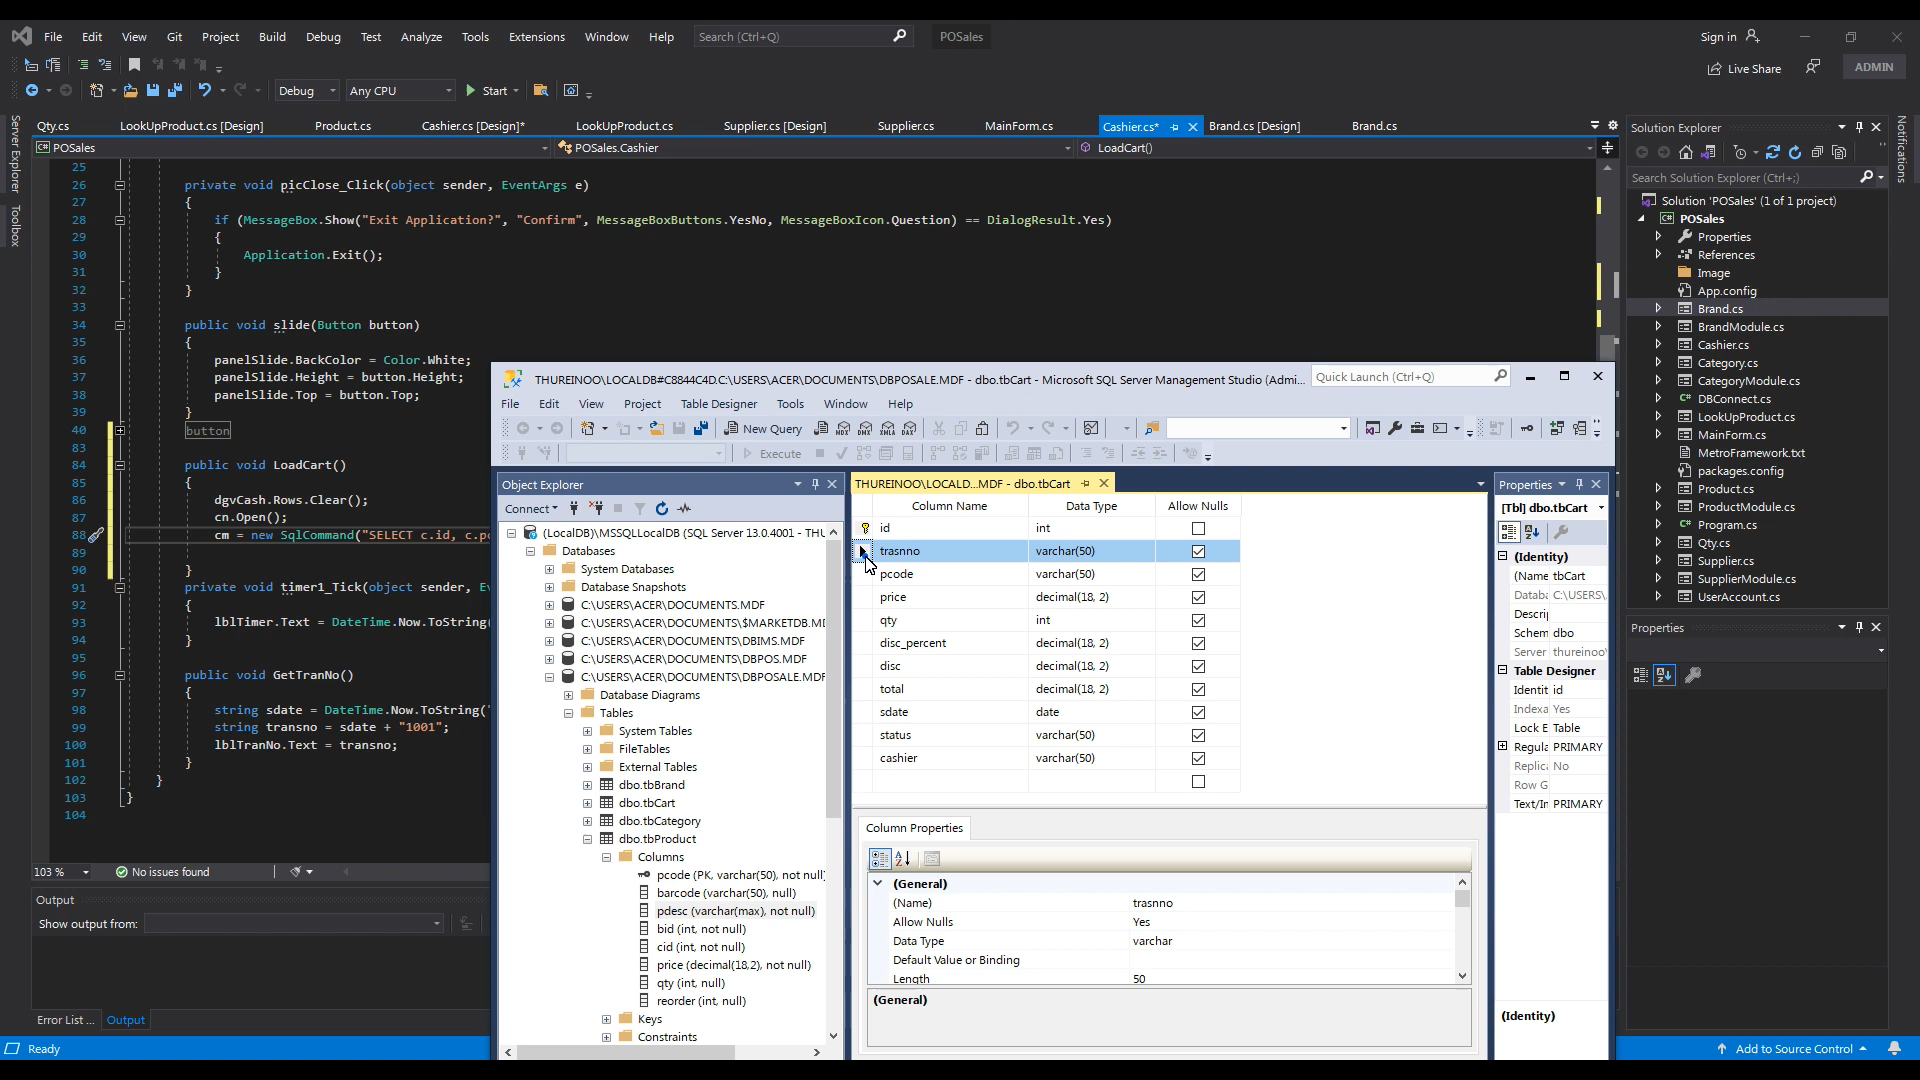 File Edit View Git Project Build Debug Test Analyze Tools Extensions Window Help Search (Ctrl+Q) POSales Sign in
Live Share ADMIN
Debug Any CPU Start
Server Explorer
Toolbox
Notifications
Qty.cs LookUpProduct.cs [Design] Product.cs Cashier.cs [Design]* LookUpProduct.cs Supplier.cs [Design] Supplier.cs MainForm.cs Cashier.cs* Brand.cs [Design] Brand.cs
POSales POSales.Cashier LoadCart()
25
26 private void picClose_Click(object sender, EventArgs e)
27 {
28 if (MessageBox.Show("Exit Application?", "Confirm", MessageBoxButtons.YesNo, MessageBoxIcon.Question) == DialogResult.Yes)
29 {
30 Application.Exit();
31 }
32 }
33
34 public void slide(Button button)
35 {
36 panelSlide.BackColor = Color.White;
37 panelSlide.Height = button.Height;
38 panelSlide.Top = button.Top;
39 }
40 button
83
84 public void LoadCart()
85 {
86 dgvCash.Rows.Clear();
87 cn.Open();
88 cm = new SqlCommand("SELECT c.id, c.pc
89
90 }
91 private void timer1_Tick(object sender, Ev
92 {
93 lblTimer.Text = DateTime.Now.ToString(
94 }
95
96 public void GetTranNo()
97 {
98 string sdate = DateTime.Now.ToString("
99 string transno = sdate + "1001";
100 lblTranNo.Text = transno;
101 }
102 }
103 }
104
103 % No issues found
Output
Show output from:
Error List ... Output
Ready
Add to Source Control
Solution Explorer
Search Solution Explorer (Ctrl+;)
Solution 'POSales' (1 of 1 project)
POSales
Properties
References
Image
App.config
Brand.cs
BrandModule.cs
Cashier.cs
Category.cs
CategoryModule.cs
DBConnect.cs
LookUpProduct.cs
MainForm.cs
MetroFramework.txt
packages.config
Product.cs
ProductModule.cs
Program.cs
Qty.cs
Supplier.cs
SupplierModule.cs
UserAccount.cs
Properties
THUREINOO\LOCALDB#C8844C4D.C:\USERS\ACER\DOCUMENTS\DBPOSALE.MDF - dbo.tbCart - Microsoft SQL Server Management Studio (Admi... Quick Launch (Ctrl+Q)
File Edit View Project Table Designer Tools Window Help
New Query
Execute
Object Explorer
Connect
(LocalDB)\MSSQLLocalDB (SQL Server 13.0.4001 - THU
Databases
System Databases
Database Snapshots
C:\USERS\ACER\DOCUMENTS.MDF
C:\USERS\ACER\DOCUMENTS\$MARKETDB.MD
C:\USERS\ACER\DOCUMENTS\DBIMS.MDF
C:\USERS\ACER\DOCUMENTS\DBPOS.MDF
C:\USERS\ACER\DOCUMENTS\DBPOSALE.MDF
Database Diagrams
Tables
System Tables
FileTables
External Tables
dbo.tbBrand
dbo.tbCart
dbo.tbCategory
dbo.tbProduct
Columns
pcode (PK, varchar(50), not null)
barcode (varchar(50), null)
pdesc (varchar(max), not null)
bid (int, not null)
cid (int, not null)
price (decimal(18,2), not null)
qty (int, null)
reorder (int, null)
Keys
Constraints
THUREINOO\LOCALD...MDF - dbo.tbCart
Column Name Data Type Allow Nulls
id int
trasnno varchar(50)
pcode varchar(50)
price decimal(18, 2)
qty int
disc_percent decimal(18, 2)
disc decimal(18, 2)
total decimal(18, 2)
sdate date
status varchar(50)
cashier varchar(50)
Column Properties
(General)
(Name) trasnno
Allow Nulls Yes
Data Type varchar
Default Value or Binding
Length 50
(General)
Properties
[Tbl] dbo.tbCart
(Identity)
(Name tbCart
Databa C:\USERS\
Descrip
Schem dbo
Server thureinoo\
Table Designer
Identit id
Indexa Yes
Lock E Table
Regula PRIMARY
Replica No
Row G
Text/In PRIMARY
(Identity)